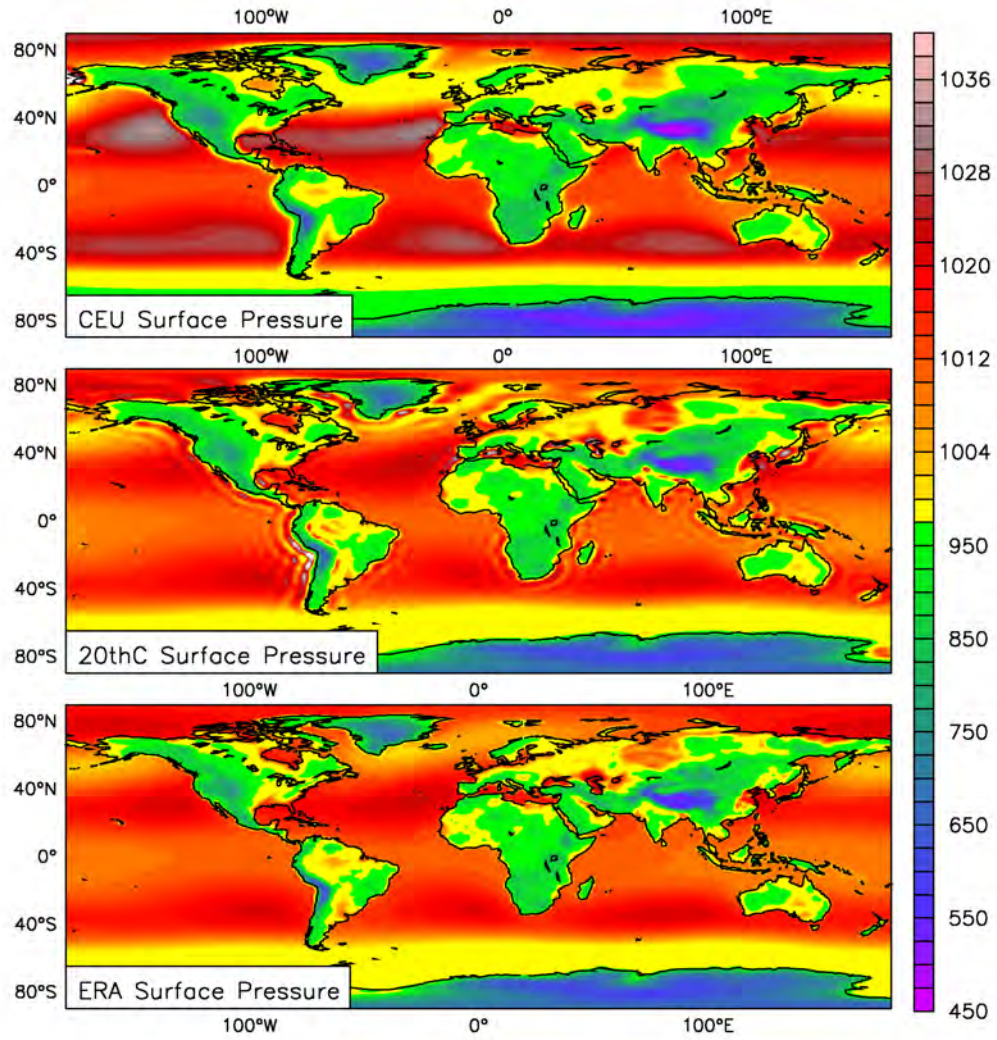 100°W 0° 100°E
80°N
40°N
0°
40°S
80°S
CEU Surface Pressure
100°W 0° 100°E
80°N
40°N
0°
40°S
80°S
20thC Surface Pressure
100°W 0° 100°E
80°N
40°N
0°
40°S
80°S
ERA Surface Pressure
100°W 0° 100°E
1036
1028
1020
1012
1004
950
850
750
650
550
450